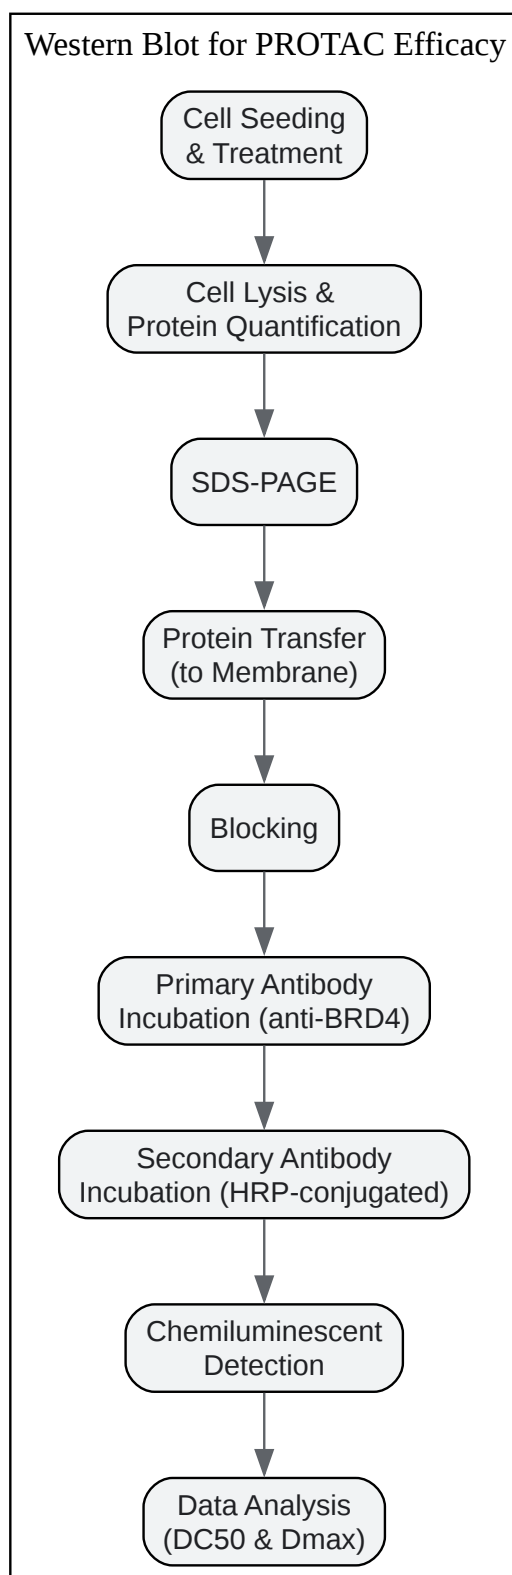 Western Blot for PROTAC Efficacy
Cell Seeding
& Treatment
Cell Lysis &
Protein Quantification
SDS-PAGE
Protein Transfer
(to Membrane)
Blocking
Primary Antibody
Incubation (anti-BRD4)
Secondary Antibody
Incubation (HRP-conjugated)
Chemiluminescent
Detection
Data Analysis
(DC50 & Dmax)